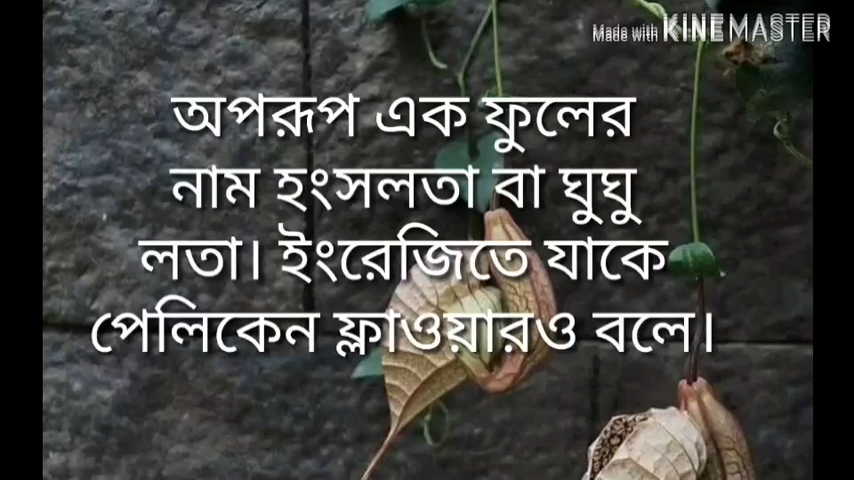 Made with KINEMASTER
অপরূপ এক ফুলের
নাম হংসলতা বা ঘুঘু
লতা। ইংরেজিতে যাকে
পেলিকেন ফ্লাওয়ারও বলে।